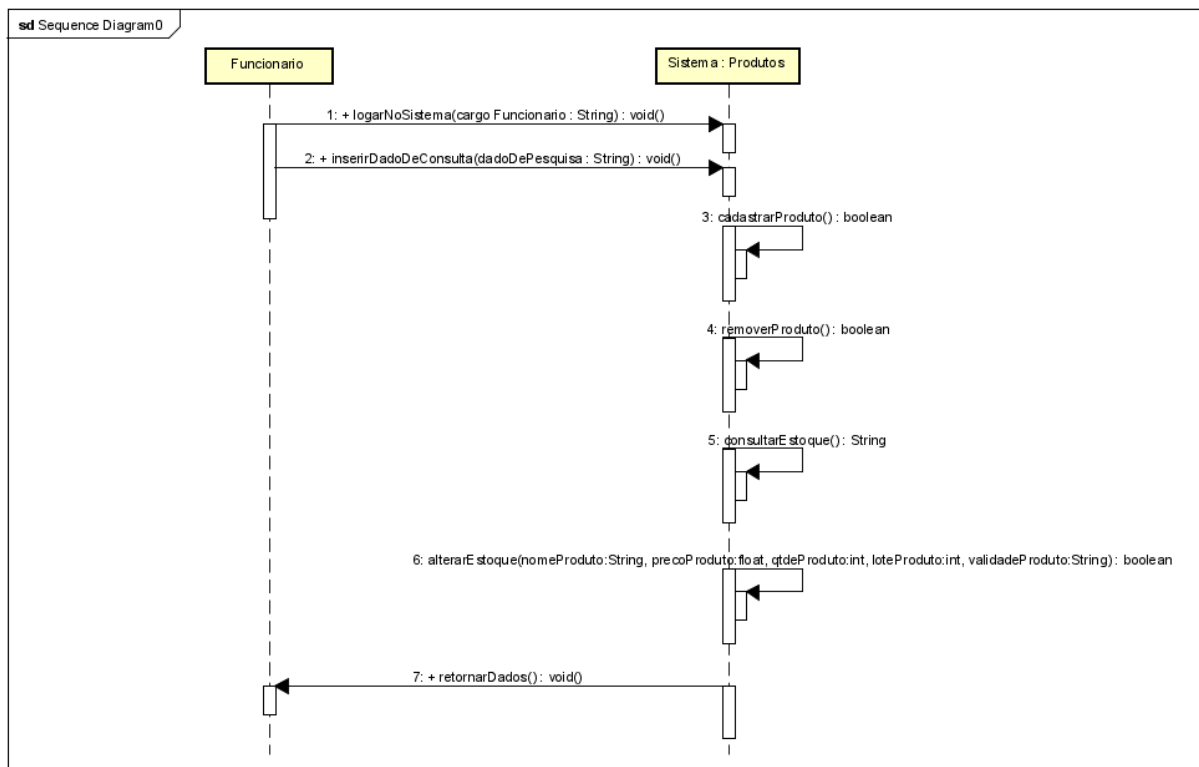 sd Sequence Diagram0
Funcionario
Sistema : Produtos
1: + logarNoSistema(cargo Funcionario : String) : void()
2: + inserirDadoDeConsulta(dadoDePesquisa : String) : void()
3: cadastrarProduto() : boolean
4: removerProduto() : boolean
5: consultarEstoque() : String
6: alterarEstoque(nomeProduto:String, precoProduto:float, qtdeProduto:int, loteProduto:int, validadeProduto:String) : boolean
7: + retornarDados() : void()